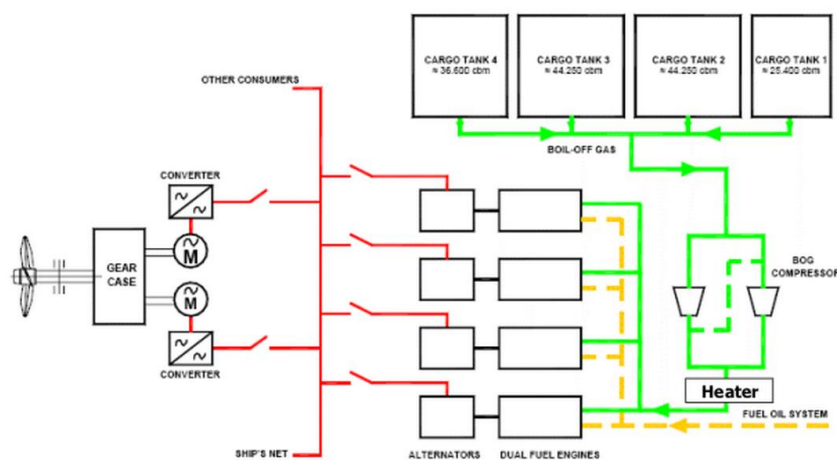 CARGO TANK 4
≈ 36.600 cbm
CARGO TANK 3
≈ 44.250 cbm
CARGO TANK 2
≈ 44.250 cbm
CARGO TANK 1
≈ 25.400 cbm
OTHER CONSUMERS
BOIL-OFF GAS
CONVERTER
M
GEAR
CASE
M
CONVERTER
BOG
COMPRESSOR
Heater
FUEL OIL SYSTEM
SHIP'S NET
ALTERNATORS
DUAL FUEL ENGINES